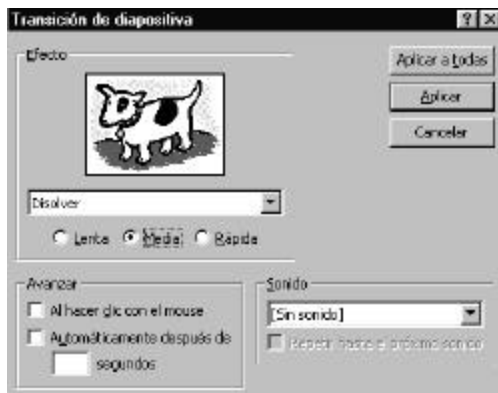 Transición de diapositiva
Efecto
Aplicar a todas
Aplicar
Cancelar
Disolver
Lenta Media Rápida
Avanzar
Al hacer clic con el mouse
Automáticamente después de
segundos
Sonido
[Sin sonido]
Repetir hasta el próximo sonido